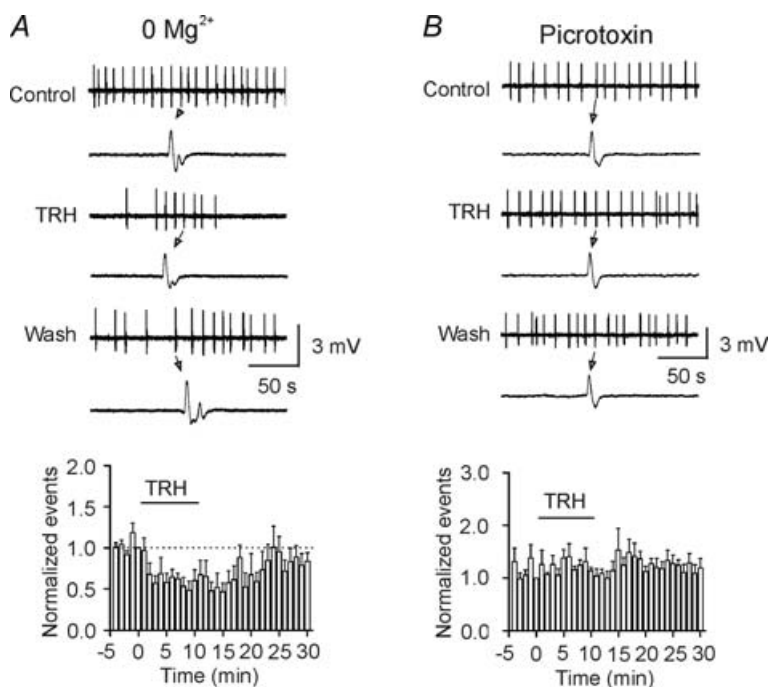 A
0 Mg2+
Control
TRH
Wash
3 mV
50 s
Normalized events
2.0
1.5
1.0
0.5
0.0
TRH
-5 0 5 10 15 20 25 30
Time (min)
B
Picrotoxin
Control
TRH
Wash
3 mV
50 s
Normalized events
3.0
2.0
1.0
0.0
TRH
-5 0 5 10 15 20 25 30
Time (min)